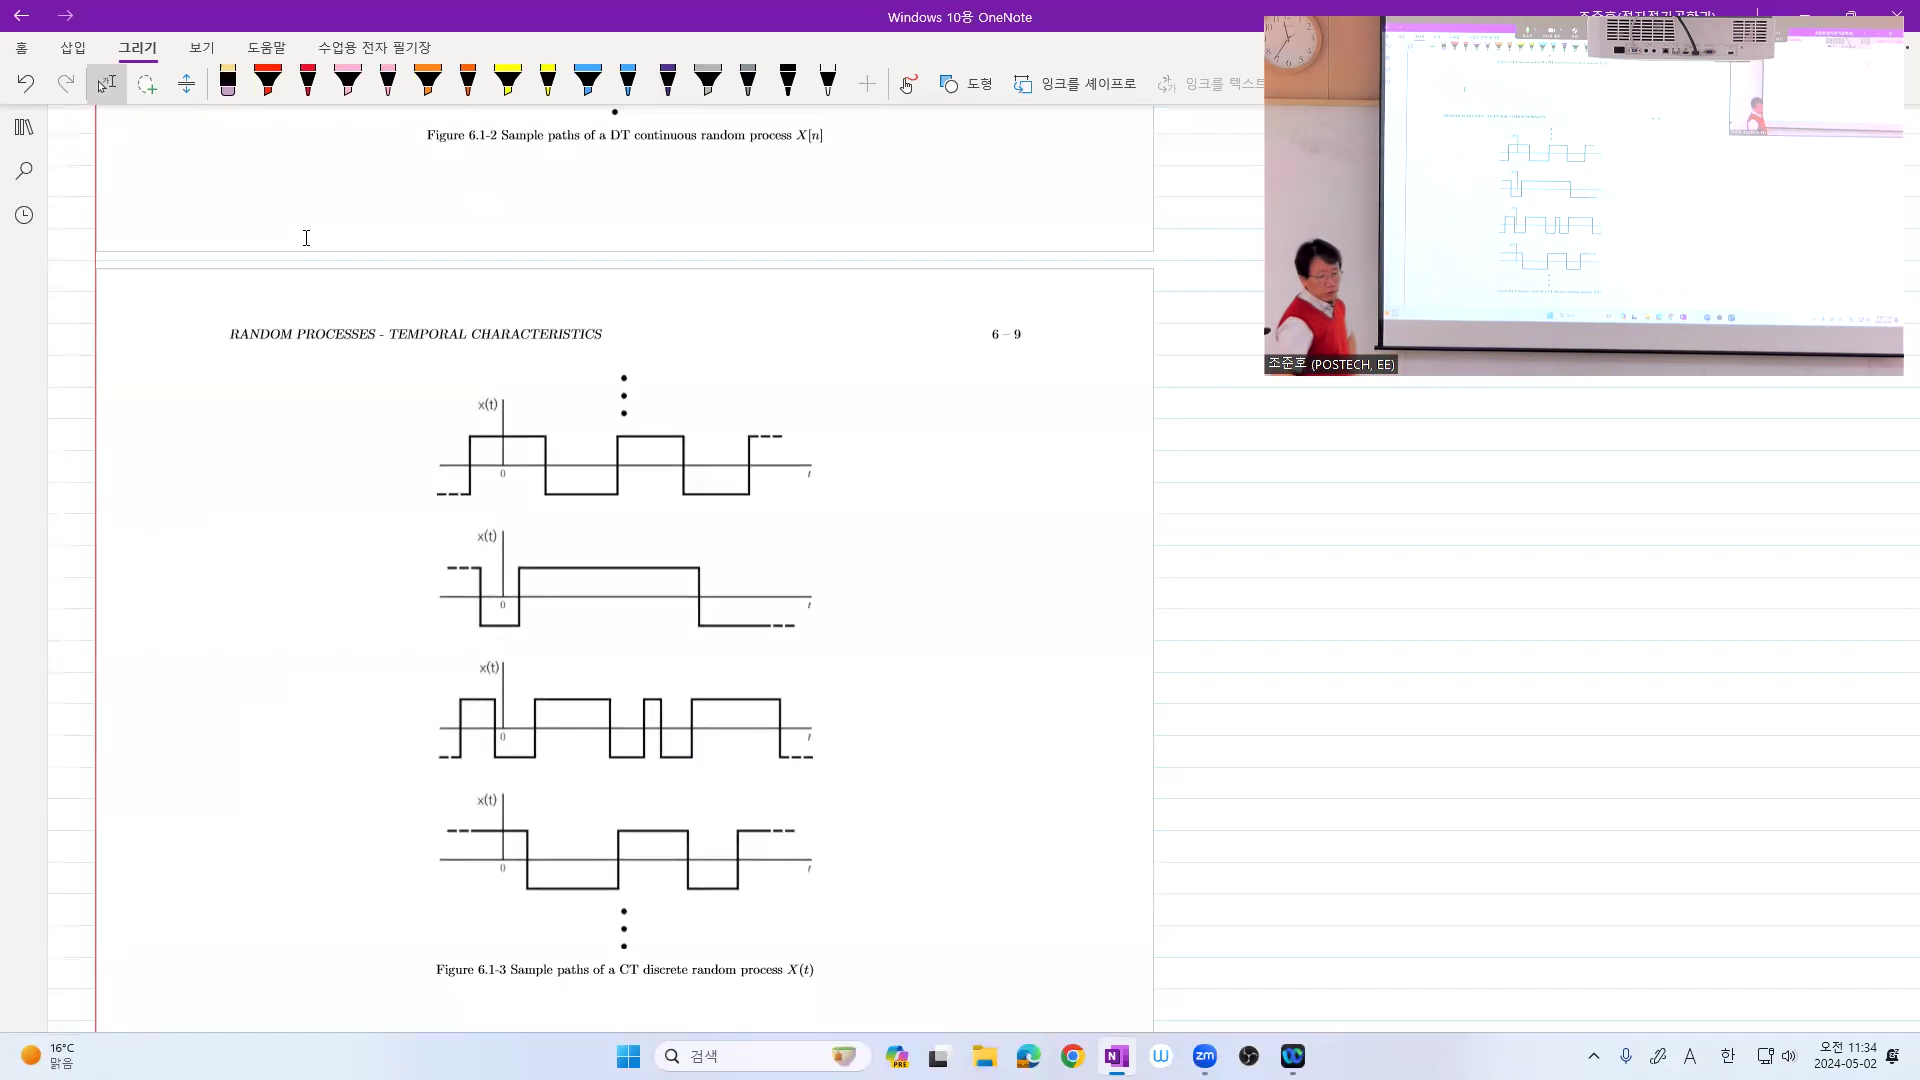 Windows 10용 OneNote
홈 삽입 그리기 보기 도움말 수업용 전자 필기장
도형 잉크를 셰이프로 잉크를 텍스트
Figure 6.1-2 Sample paths of a DT continuous random process X[n]
조준호 (POSTECH, EE)
RANDOM PROCESSES - TEMPORAL CHARACTERISTICS 6 – 9
x(t)
0 t
x(t)
0 t
x(t)
0 t
x(t)
0 t
Figure 6.1-3 Sample paths of a CT discrete random process X(t)
16°C
맑음
검색
PRE
N
W
zm
A
한
오전 11:34
2024-05-02